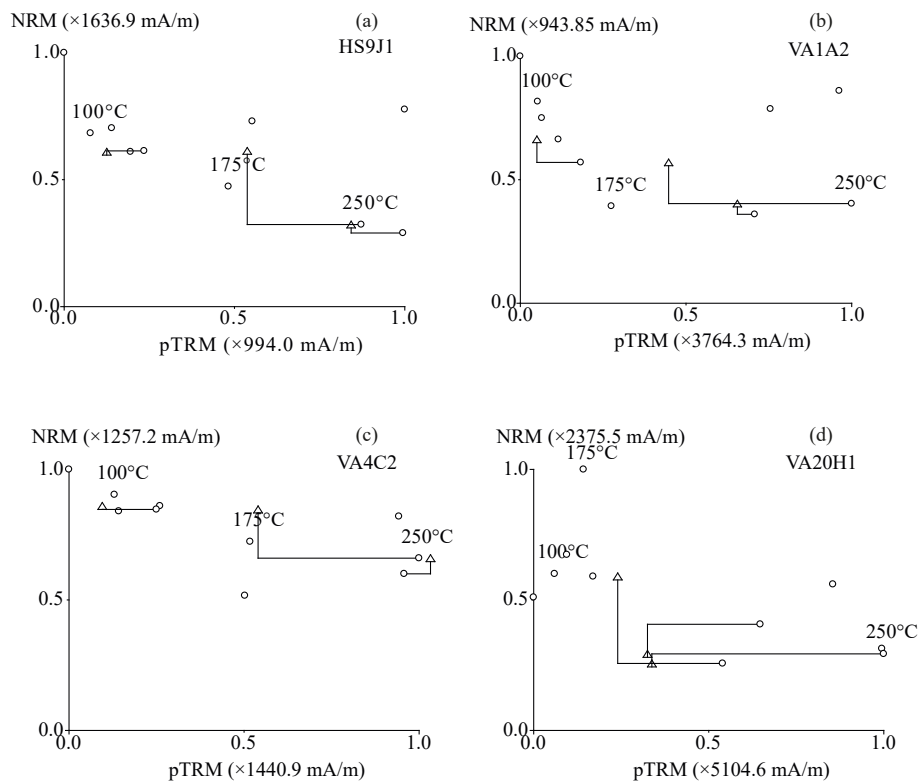 NRM (×1636.9 mA/m)
(a)
HS9J1
1.0
100°C
175°C
0.5
250°C
0.0
0.0
0.5
1.0
pTRM (×994.0 mA/m)
NRM (×943.85 mA/m)
(b)
VA1A2
1.0
100°C
175°C
250°C
0.5
0.0
0.0
0.5
1.0
pTRM (×3764.3 mA/m)
NRM (×1257.2 mA/m)
(c)
VA4C2
1.0
100°C
175°C
250°C
0.5
0.0
0.0
0.5
1.0
pTRM (×1440.9 mA/m)
NRM (×2375.5 mA/m)
(d)
175°C
VA20H1
1.0
100°C
0.5
250°C
0.0
0.0
0.5
1.0
pTRM (×5104.6 mA/m)